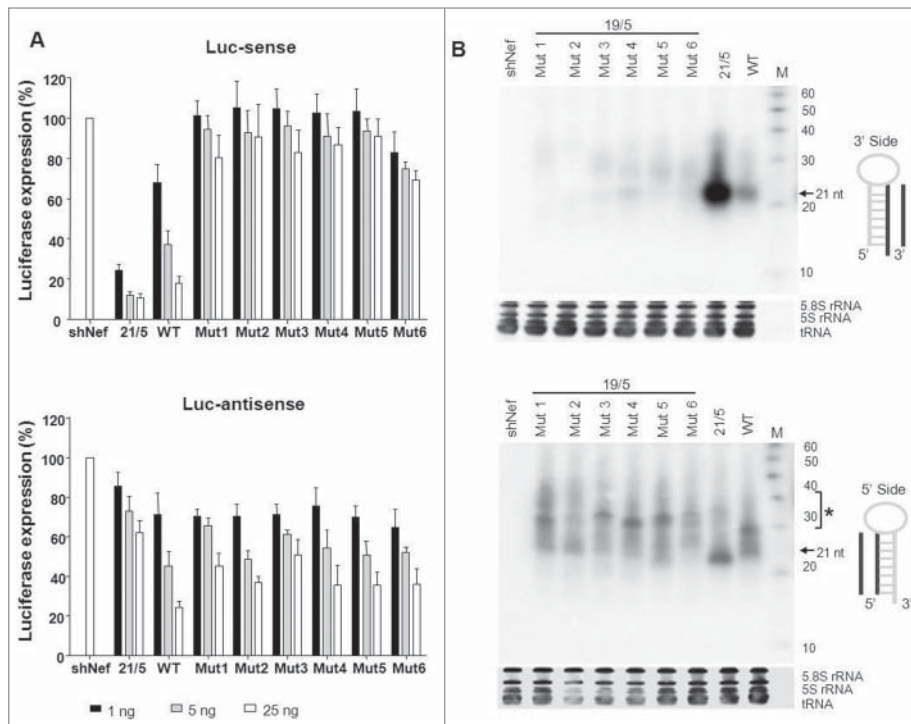 A
Luc-sense
Luciferase expression (%)
120
100
80
60
40
20
0
shNef 21/5 WT Mut1 Mut2 Mut3 Mut4 Mut5 Mut6
Luc-antisense
Luciferase expression (%)
120
100
80
60
40
20
0
shNef 21/5 WT Mut1 Mut2 Mut3 Mut4 Mut5 Mut6
1 ng 5 ng 25 ng
B
19/5
shNef Mut 1 Mut 2 Mut 3 Mut 4 Mut 5 Mut 6 21/5 WT M
60
50
40
30
21 nt
20
10
3' Side
5' 3'
5.8S rRNA
5S rRNA
tRNA
19/5
shNef Mut 1 Mut 2 Mut 3 Mut 4 Mut 5 Mut 6 21/5 WT M
60
50
40
30
*
21 nt
20
10
5' Side
5' 3'
5.8S rRNA
5S rRNA
tRNA